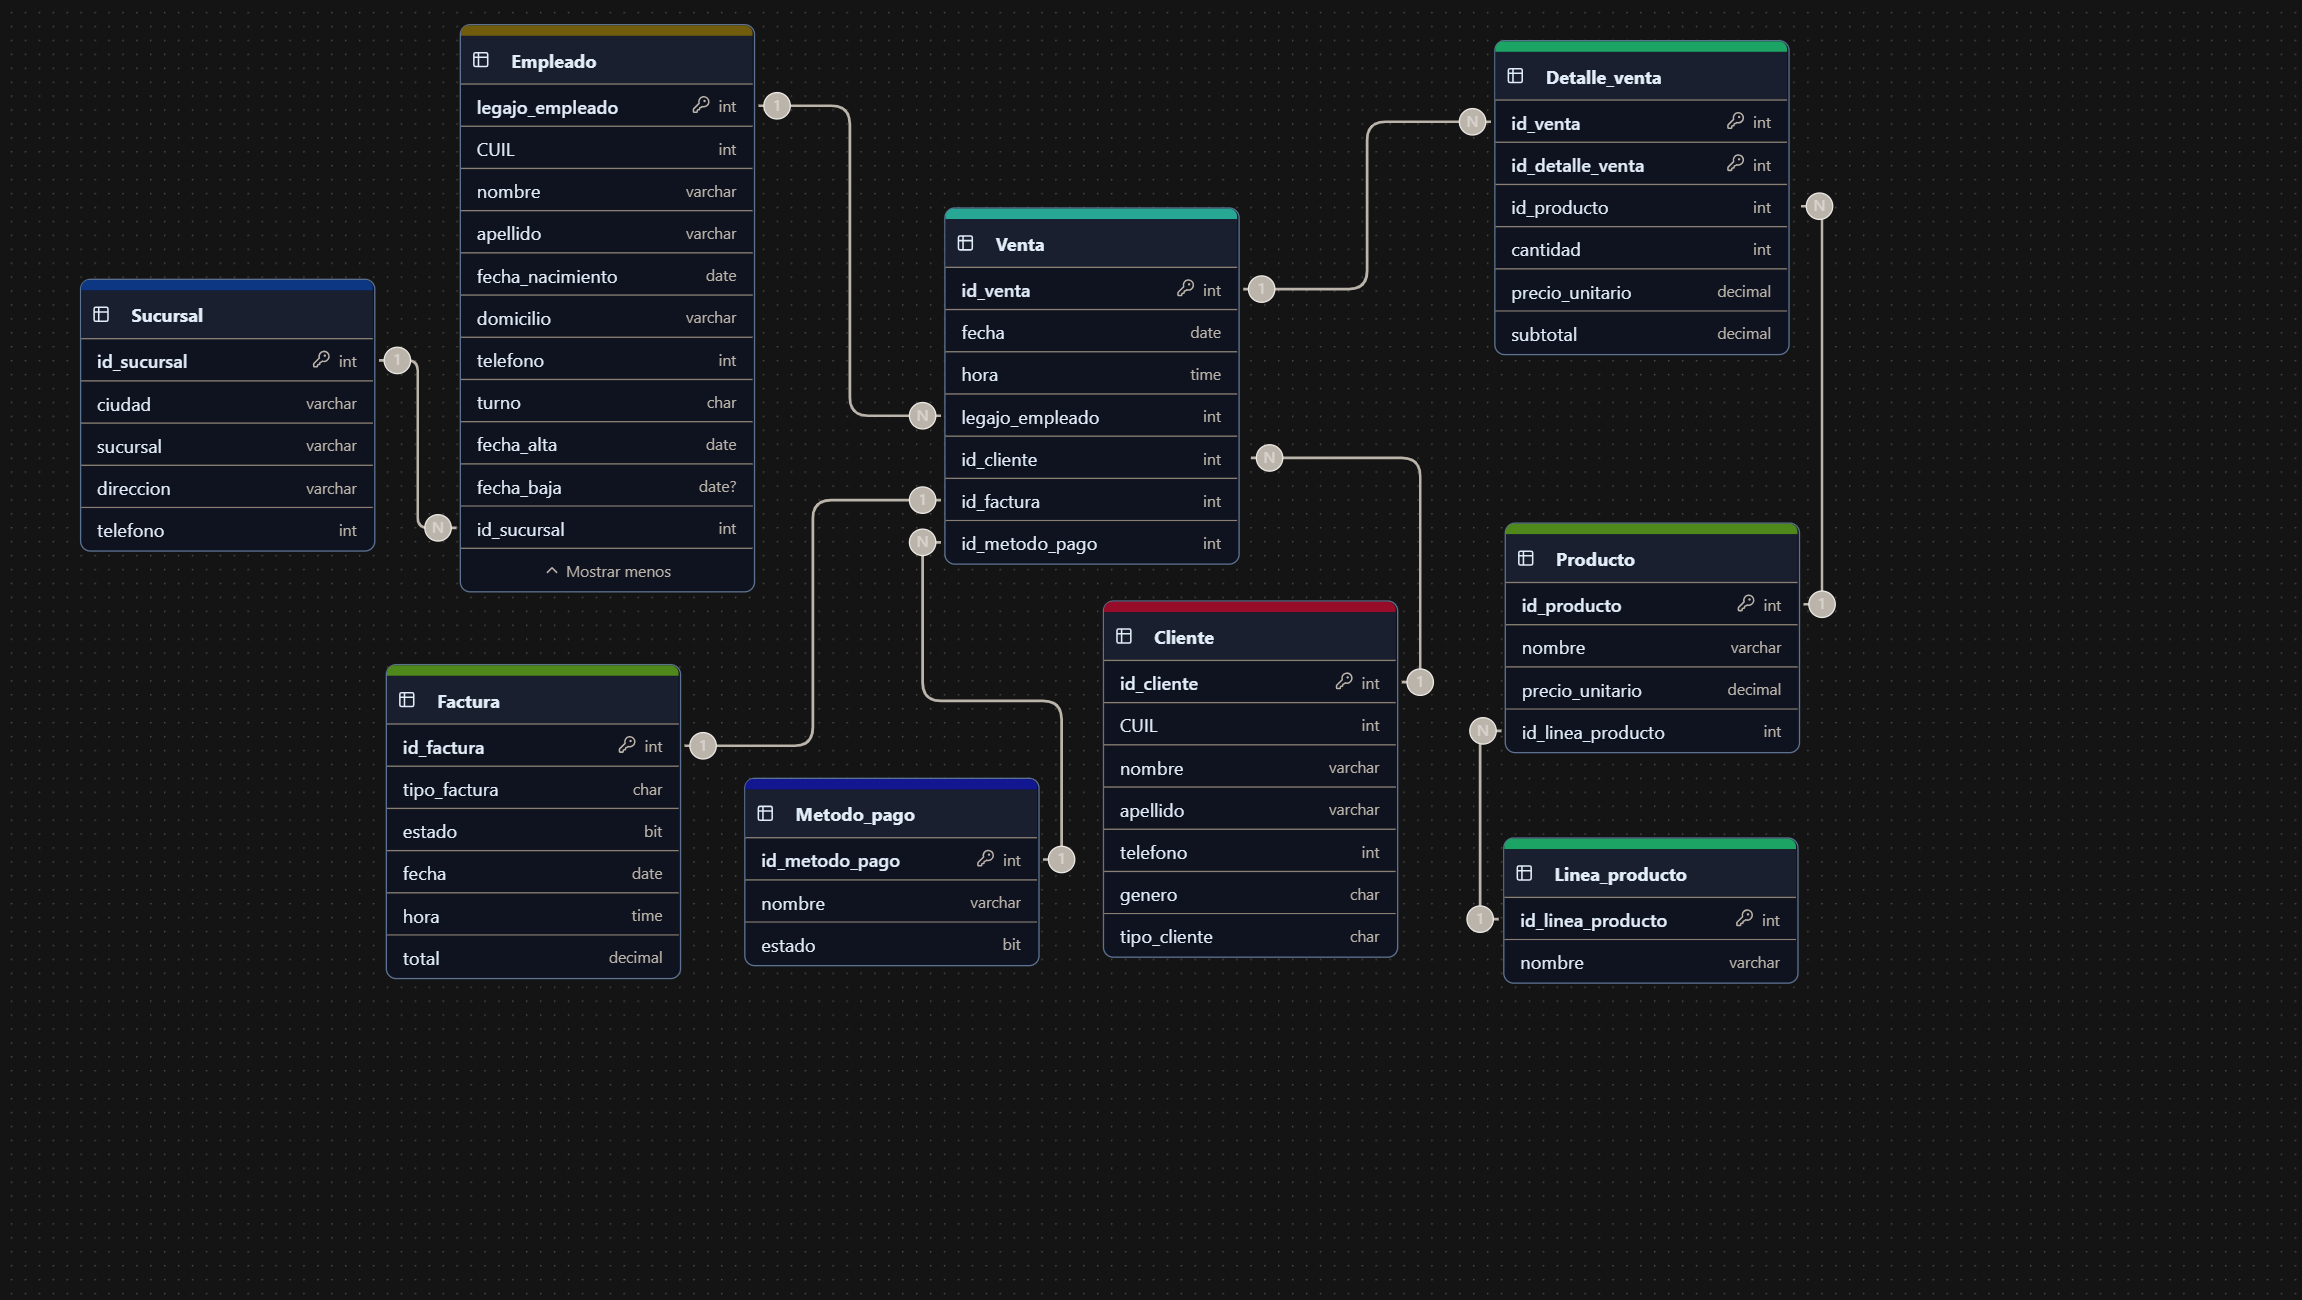 Empleado
legajo_empleado int
CUIL int
nombre varchar
apellido varchar
fecha_nacimiento date
domicilio varchar
telefono int
turno char
fecha_alta date
fecha_baja date?
id_sucursal int
Mostrar menos
1
N
Sucursal
id_sucursal int
ciudad varchar
sucursal varchar
direccion varchar
telefono int
1
N
Venta
id_venta int
fecha date
hora time
legajo_empleado int
id_cliente int
id_factura int
id_metodo_pago int
1
N
1
N
Detalle_venta
id_venta int
id_detalle_venta int
id_producto int
cantidad int
precio_unitario decimal
subtotal decimal
N
N
Factura
id_factura int
tipo_factura char
estado bit
fecha date
hora time
total decimal
1
Metodo_pago
id_metodo_pago int
nombre varchar
estado bit
1
Cliente
id_cliente int
CUIL int
nombre varchar
apellido varchar
telefono int
genero char
tipo_cliente char
1
Producto
id_producto int
nombre varchar
precio_unitario decimal
id_linea_producto int
1
N
Linea_producto
id_linea_producto int
nombre varchar
1